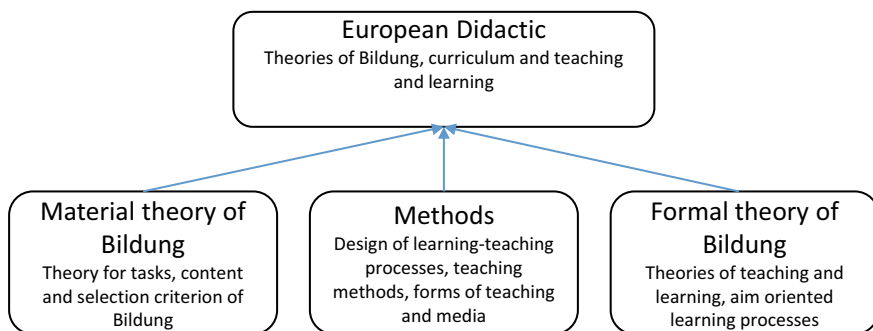 European Didactic
Theories of Bildung, curriculum and teaching
and learning
Material theory of
Bildung
Theory for tasks, content
and selection criterion of
Bildung
Methods
Design of learning-teaching
processes, teaching
methods, forms of teaching
and media
Formal theory of
Bildung
Theories of teaching and
learning, aim oriented
learning processes